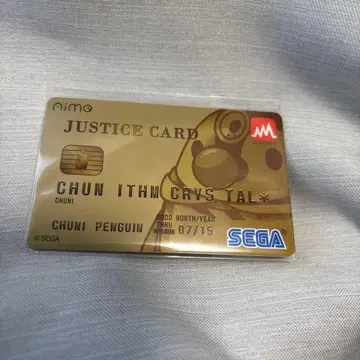 Aime
JUSTICE CARD
CHUN ITHM CRYS TAL*
CHUNI
GOOD THRU
MONTH/YEAR
07/15
CHUNI PENGUIN
©SEGA
SEGA